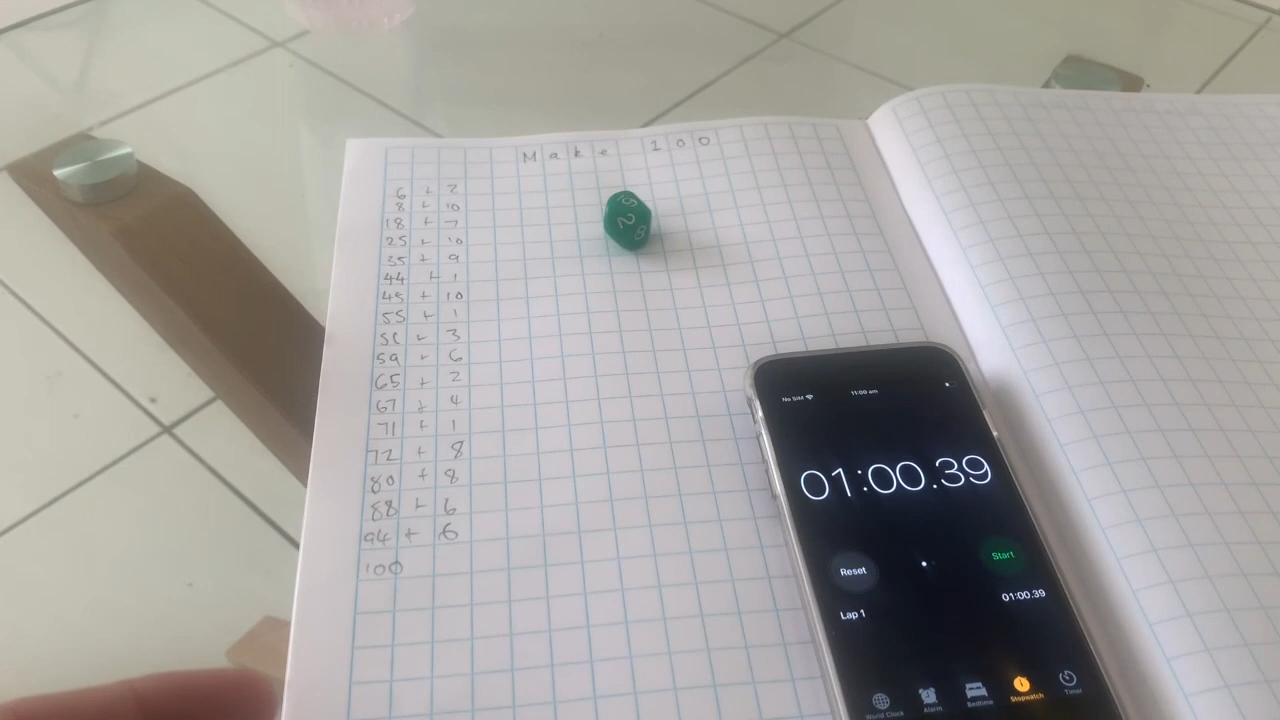 Make 100
6 + 2
8 + 10
18 + 7
25 + 10
35 + 9
44 + 1
45 + 10
55 + 1
56 + 3
59 + 6
65 + 2
67 + 4
71 + 1
72 + 8
80 + 8
88 + 6
94 + 6
100
2
8
No SIM
11:00 am
01:00.39
Reset
Start
Lap 1
01:00.39
World Clock
Alarm
Bedtime
Stopwatch
Timer